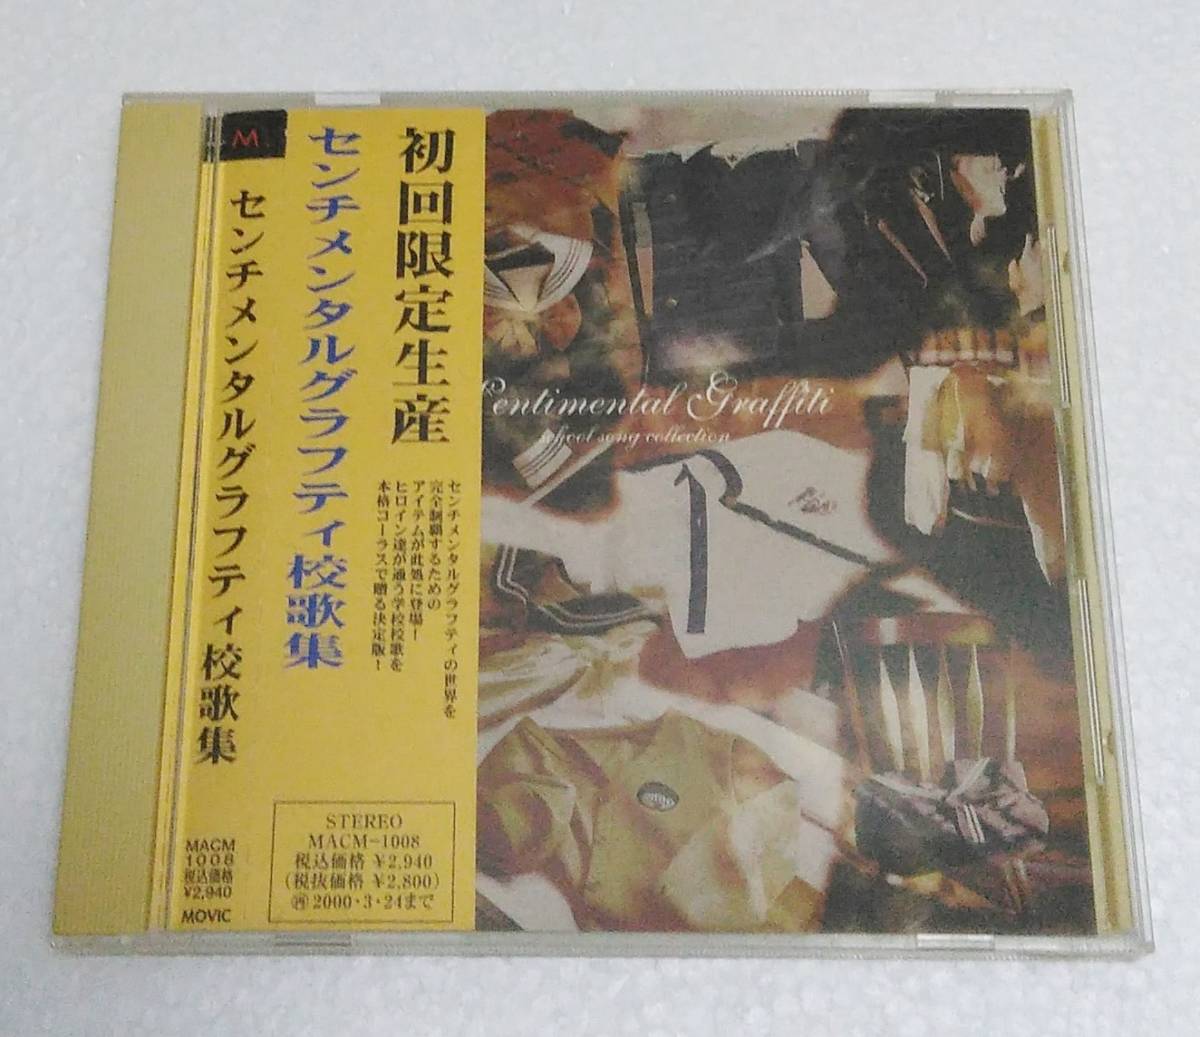 初回限定生産
センチメンタルグラフティ校歌集
センチメンタルグラフティの世界を
完全制覇するための
アイテムが此処に登場!
ヒロイン達が通う学校校歌を
本格コーラスで贈る決定版!
STEREO
MACM-1008
税込価格 ¥2,940
(税抜価格 ¥2,800)
㋬2000・3・24まで
M
センチメンタルグラフティ校歌集
MACM
1008
税込価格
¥2,940
MOVIC
Sentimental Graffiti
school song collection